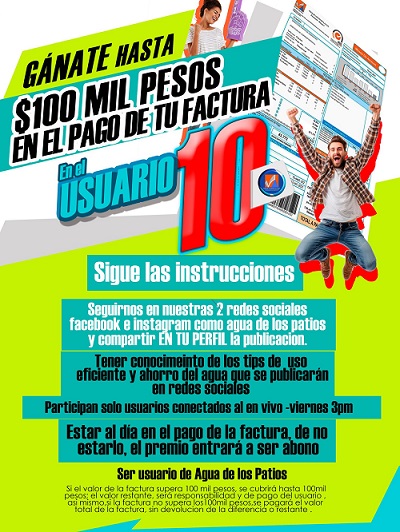 GÁNATE HASTA
$100 MIL PESOS
EN EL PAGO DE TU FACTURA
En el
USUARIO
10
Sigue las instrucciones
Seguirnos en nuestras 2 redes sociales
facebook e instagram como agua de los patios
y compartir EN TU PERFIL la publicacion.
Tener conocimeinto de los tips de uso
eficiente y ahorro del agua que se publicarán
en redes sociales
Participan solo usuarios conectados al en vivo -viernes 3pm
Estar al día en el pago de la factura, de no
estarlo, el premio entrará a ser abono
Ser usuario de Agua de los Patios
Si el valor de la factura supera 100 mil pesos, se cubrirá hasta 100mil
pesos; el valor restante, será responsabilidad y de pago del usuario ,
asi mismo,si la factura no supera los100mil pesos,se pagará el valor
total de la factura, sin devolucion de la diferencia o restante .